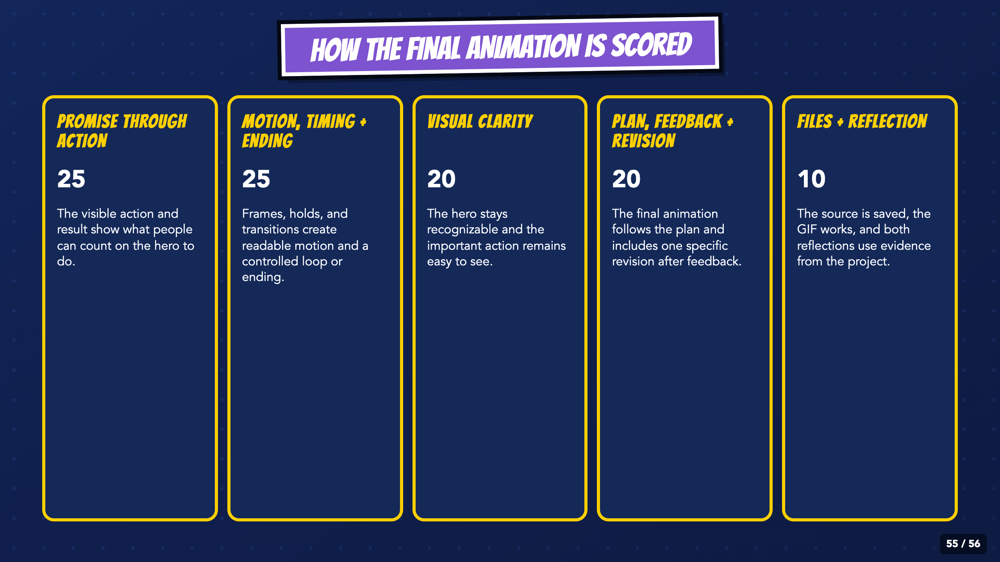 HOW THE FINAL ANIMATION IS SCORED
PROMISE THROUGH
ACTION
25
The visible action and
result show what people
can count on the hero to
do.
MOTION, TIMING +
ENDING
25
Frames, holds, and
transitions create
readable motion and a
controlled loop or
ending.
VISUAL CLARITY
20
The hero stays
recognizable and the
important action remains
easy to see.
PLAN, FEEDBACK +
REVISION
20
The final animation
follows the plan and
includes one specific
revision after feedback.
FILES + REFLECTION
10
The source is saved, the
GIF works, and both
reflections use evidence
from the project.
55 / 56